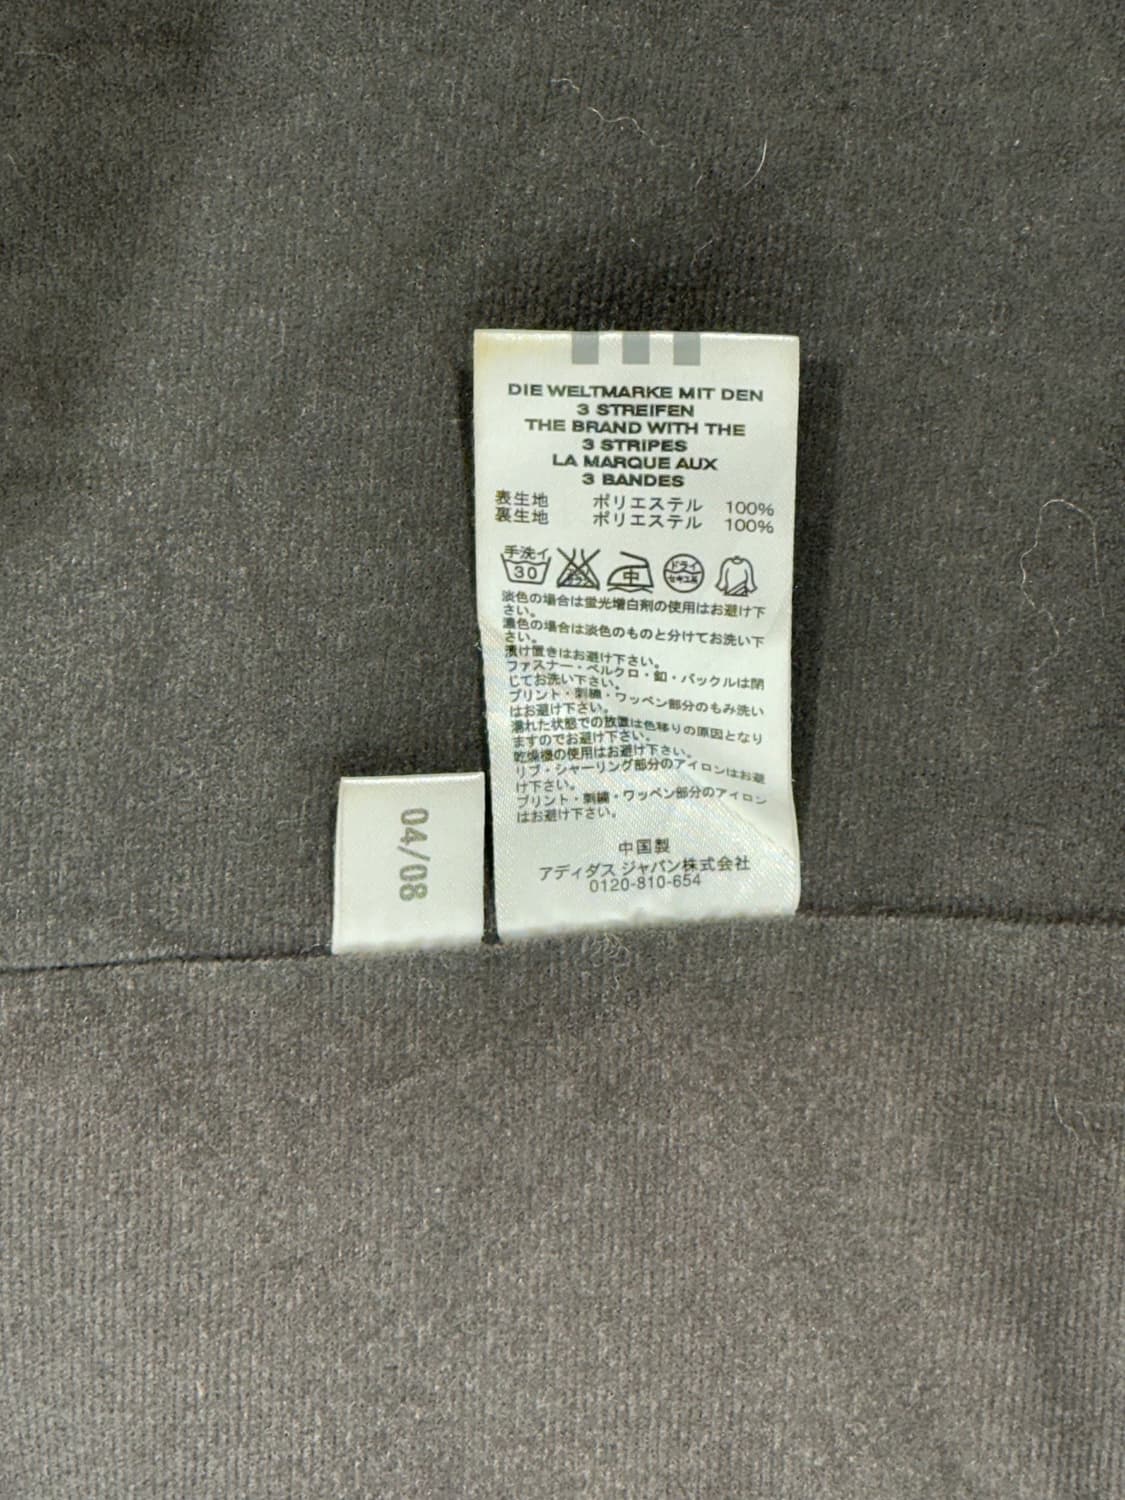 DIE WELTMARKE MIT DEN
3 STREIFEN
THE BRAND WITH THE
3 STRIPES
LA MARQUE AUX
3 BANDES
表生地 ポリエステル 100%
裏生地 ポリエステル 100%
手洗イ
30
中
ドライ
セキユ系
淡色の場合は蛍光増白剤の使用はお避け下
さい。
濃色の場合は淡色のものと分けてお洗い下
さい。
漬け置きはお避け下さい。
ファスナー・ベルクロ・釦・バックルは閉
じてお洗い下さい。
プリント・刺繍・ワッペン部分のもみ洗い
はお避け下さい。
濡れた状態での放置は色移りの原因となり
ますのでお避け下さい。
乾燥機の使用はお避け下さい。
リブ・シャーリング部分のアイロンはお避
け下さい。
プリント・刺繍・ワッペン部分のアイロン
はお避け下さい。
中国製
アディダス ジャパン株式会社
0120-810-654
04/08